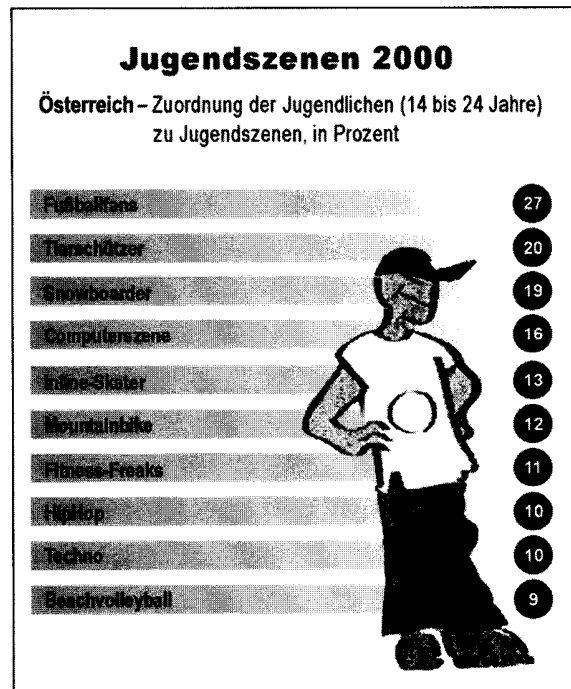 Jugendszenen 2000
Österreich – Zuordnung der Jugendlichen (14 bis 24 Jahre)
zu Jugendszenen, in Prozent
Fußballfans 27
Tierschützer 20
Snowboarder 19
Computerszene 16
Inline-Skater 13
Mountainbike 12
Fitness-Freaks 11
HipHop 10
Techno 10
Beachvolleyball 9